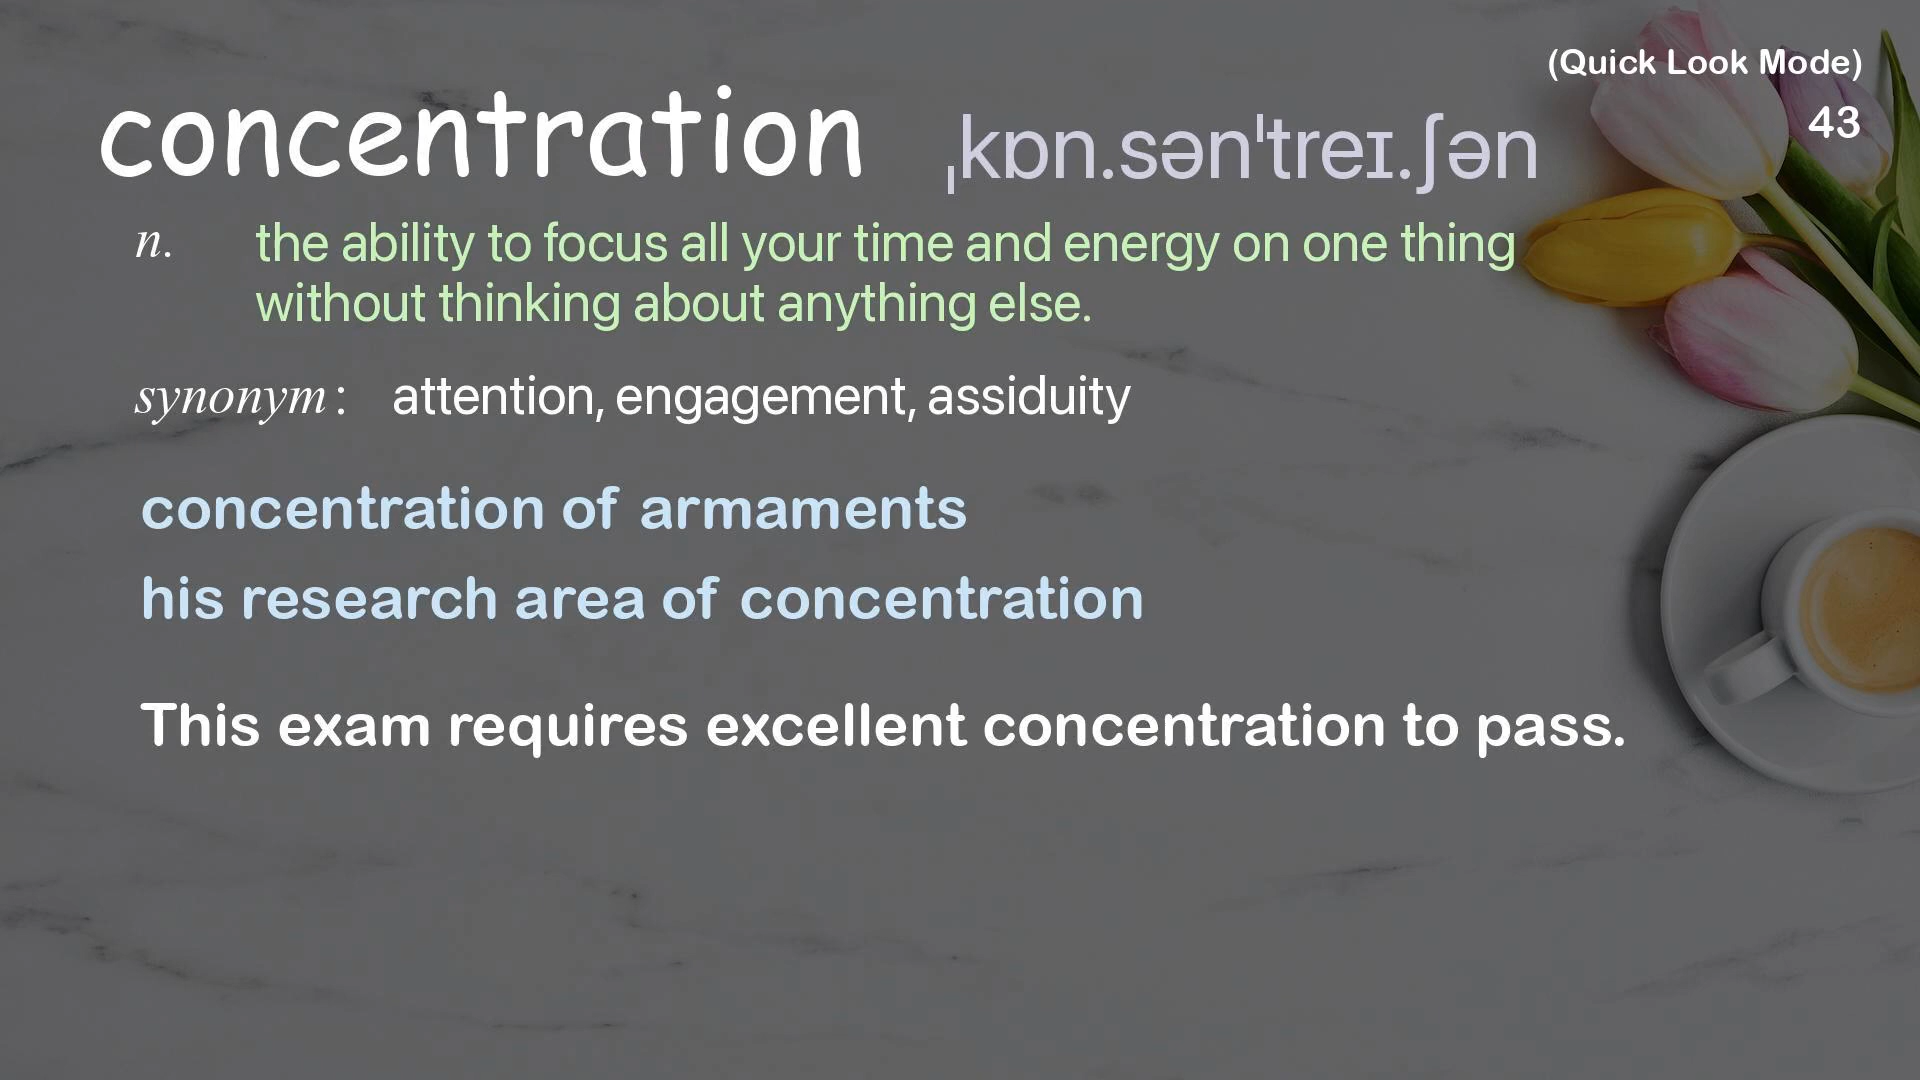 (Quick Look Mode)
43
concentration ˌkɒn.sənˈtreɪ.ʃən
n. the ability to focus all your time and energy on one thing
without thinking about anything else.
synonym: attention, engagement, assiduity
concentration of armaments
his research area of concentration
This exam requires excellent concentration to pass.